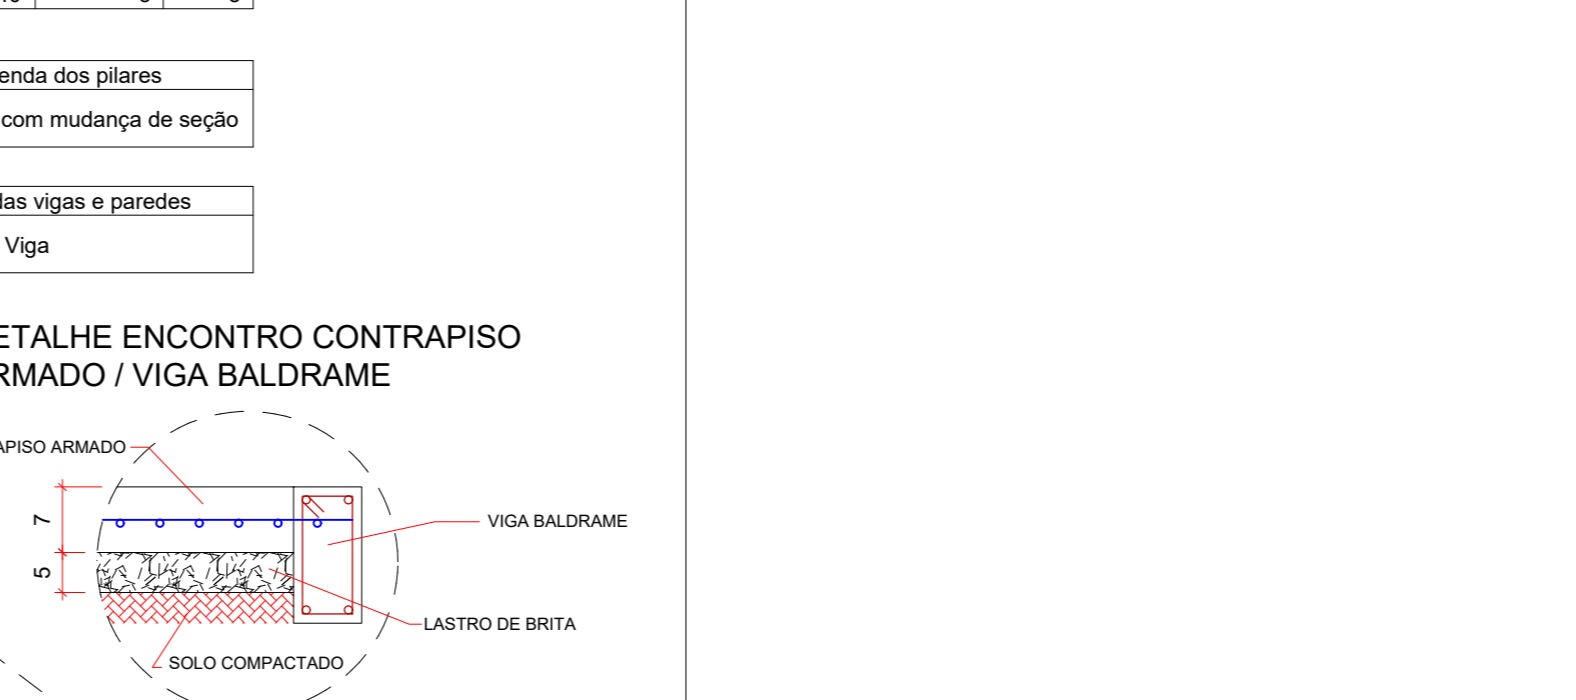 enda dos pilares
com mudança de seção
das vigas e paredes
Viga
ETALHE ENCONTRO CONTRAPISO
RMADO / VIGA BALDRAME
APISO ARMADO
7
VIGA BALDRAME
5
LASTRO DE BRITA
SOLO COMPACTADO